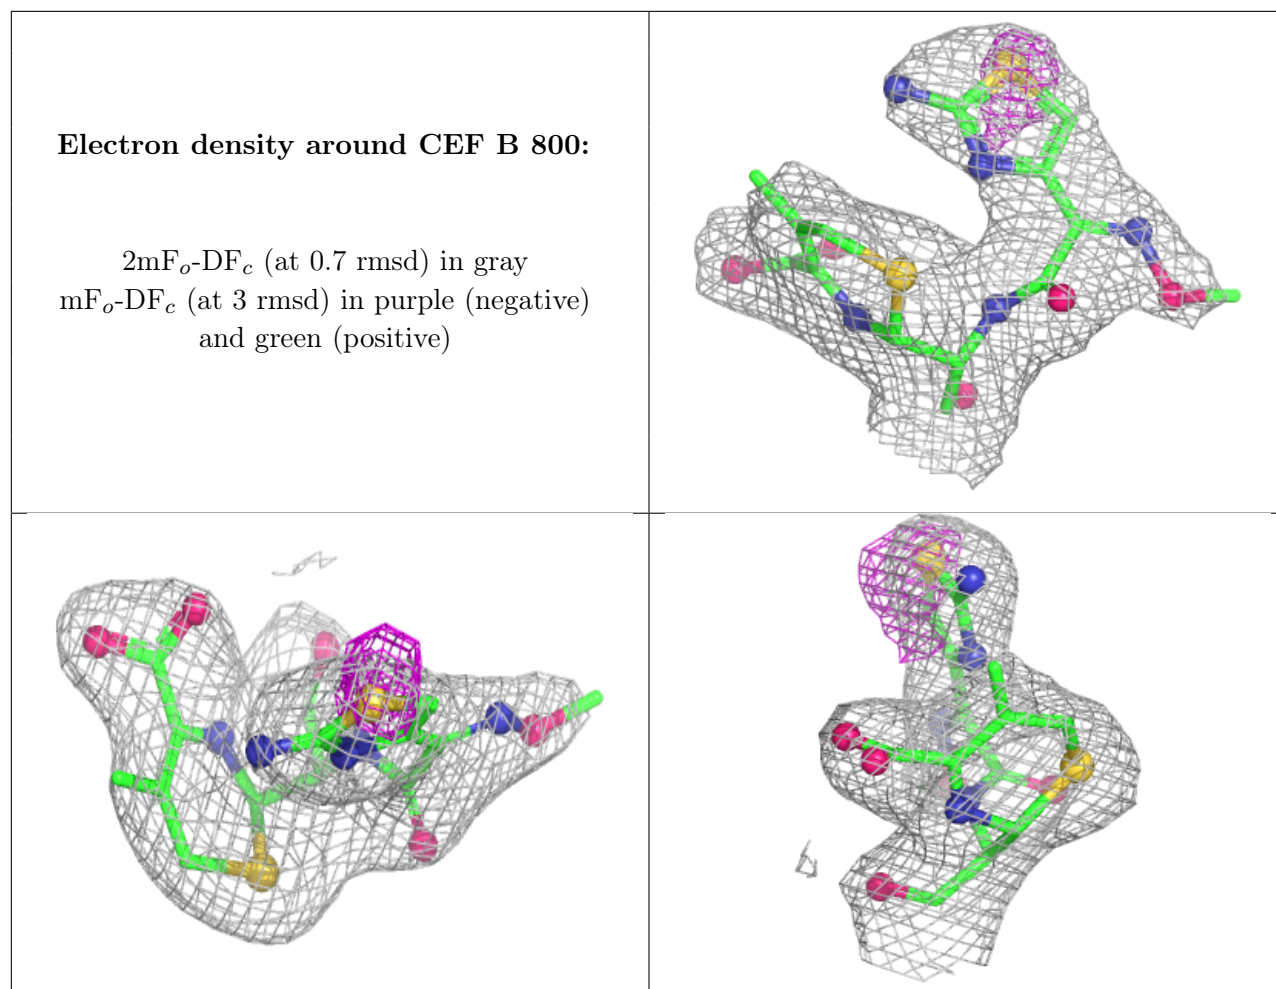 Electron density around CEF B 800:
2mFo-DFc (at 0.7 rmsd) in gray
mFo-DFc (at 3 rmsd) in purple (negative)
and green (positive)